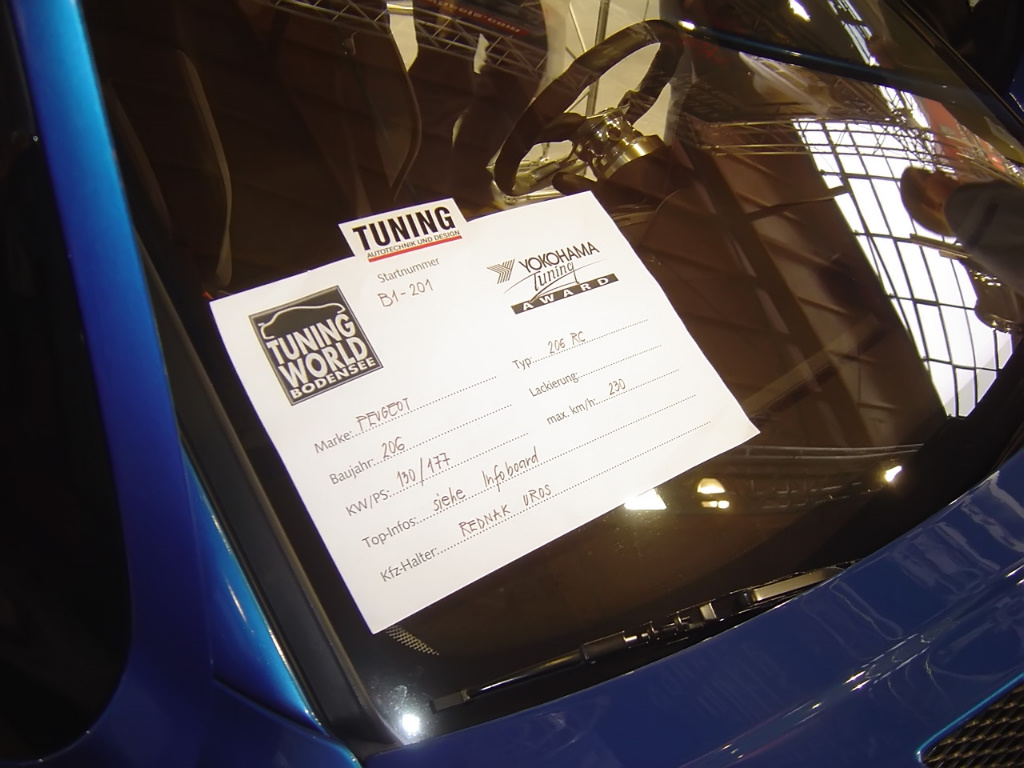 TUNING
AUTOTECHNIK UND DESIGN
Startnummer
B1-201
YOKOHAMA
Tuning
AWARD
TUNING
WORLD
BODENSEE
Marke: PEUGEOT Typ: 206 RC
Baujahr: 206 Lackierung:
KW/PS: 130/177 max. km/h: 230
Top-Infos: siehe Infoboard
Kfz-Halter: REDNAK UROS